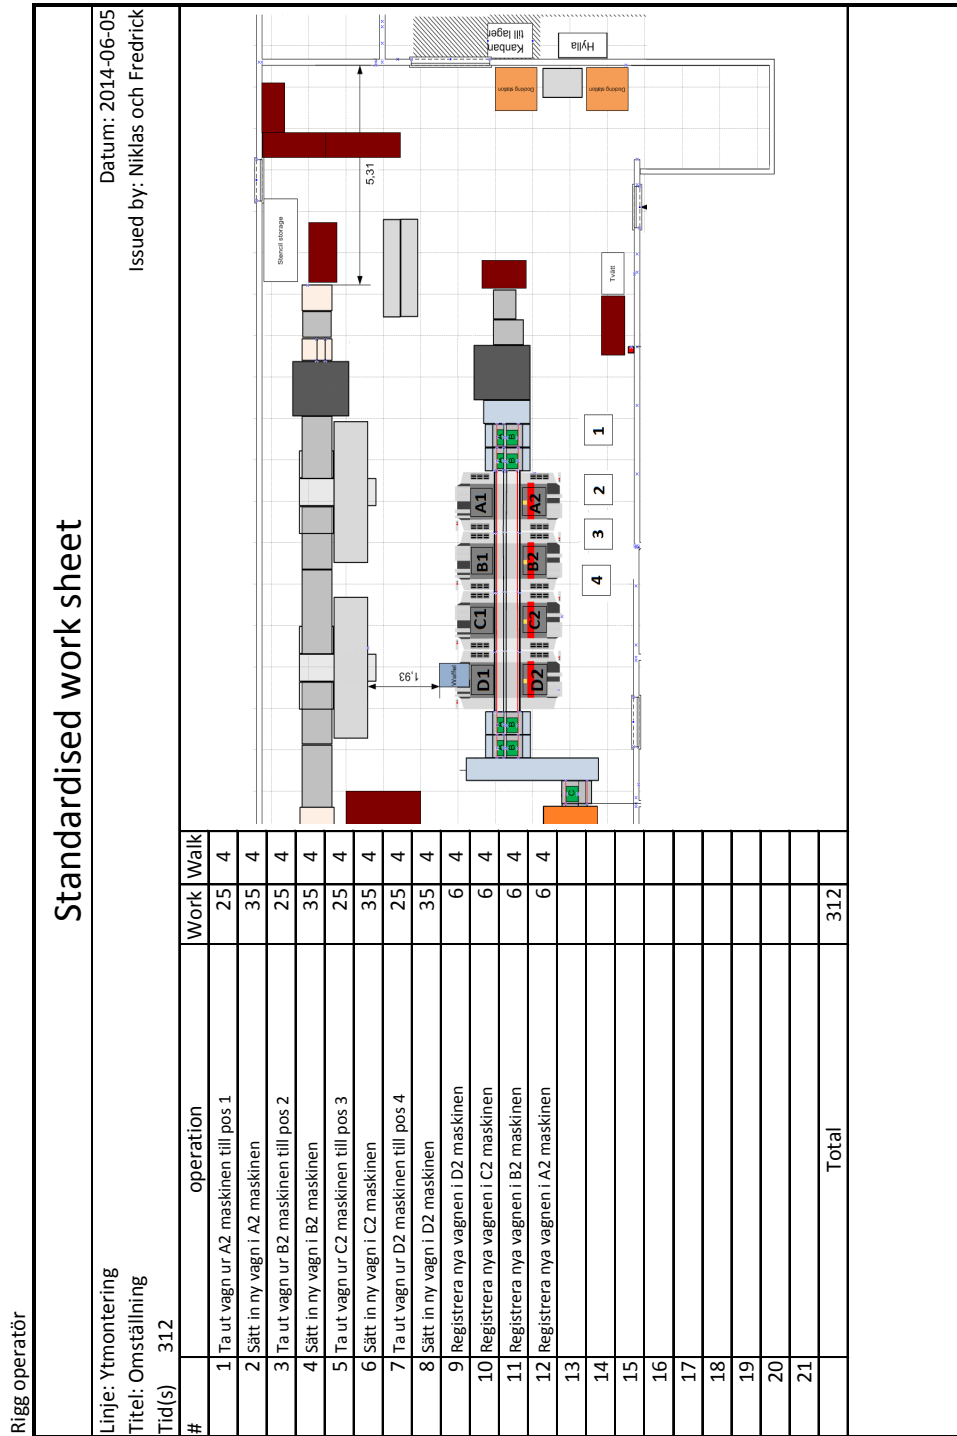 Rigg operatör
Standardised work sheet
Linje: Ytmontering
Datum: 2014-06-05
Titel: Omställning
Issued by: Niklas och Fredrick
Tid(s) 312
# operation Work Walk
1 Ta ut vagn ur A2 maskinen till pos 1 25 4
2 Sätt in ny vagn i A2 maskinen 35 4
3 Ta ut vagn ur B2 maskinen till pos 2 25 4
4 Sätt in ny vagn i B2 maskinen 35 4
5 Ta ut vagn ur C2 maskinen till pos 3 25 4
6 Sätt in ny vagn i C2 maskinen 35 4
7 Ta ut vagn ur D2 maskinen till pos 4 25 4
8 Sätt in ny vagn i D2 maskinen 35 4
9 Registrera nya vagnen i D2 maskinen 6 4
10 Registrera nya vagnen i C2 maskinen 6 4
11 Registrera nya vagnen i B2 maskinen 6 4
12 Registrera nya vagnen i A2 maskinen 6 4
13
14
15
16
17
18
19
20
21
Total 312
Stencil storage
5,31
1,93
Waffel
D1 C1 B1 A1
A A A A
B B B B
D2 C2 B2 A2
C
4 3 2 1
Tvätt
Kanban
till lager
Hylla
Docking station
Docking station